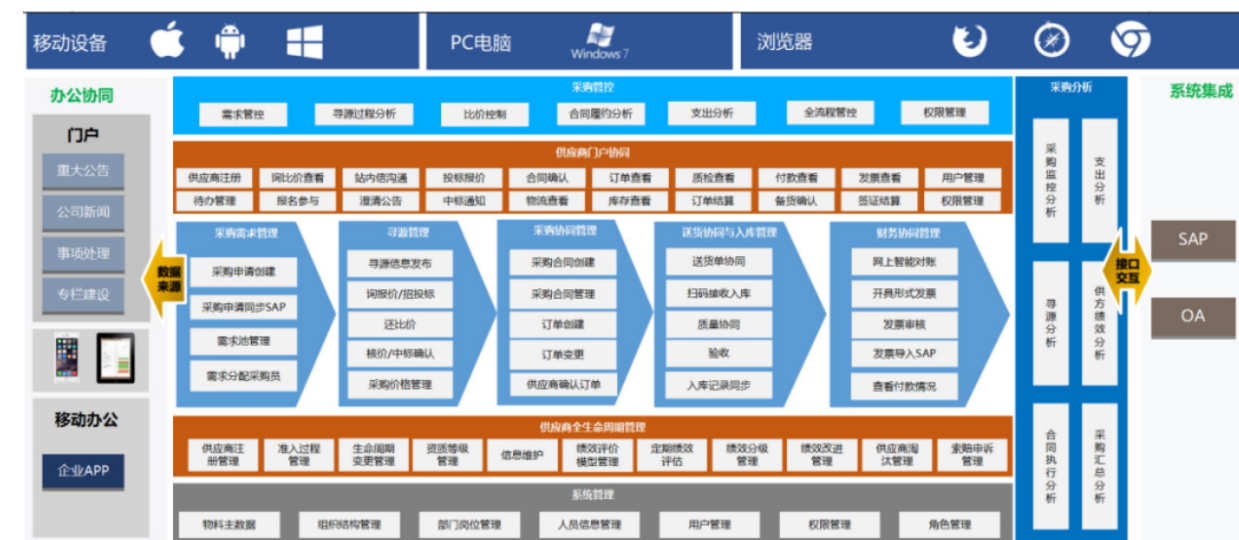 移动设备
PC电脑
Windows 7
浏览器
办公协同
门户
重大公告
公司新闻
事项处理
专栏建设
移动办公
企业APP
数据
来源
采购管控
需求管控
寻源过程分析
比价控制
合同履约分析
支出分析
全流程管控
权限管理
供应商门户协同
供应商注册
询比价查看
站内信沟通
投标报价
合同确认
订单查看
质检查看
付款查看
发票查看
用户管理
待办管理
报名参与
澄清公告
中标通知
物流查看
库存查看
订单结算
备货确认
签证结算
权限管理
采购需求管理
采购申请创建
采购申请同步SAP
需求池管理
需求分配采购员
寻源管理
寻源信息发布
询报价/招投标
还比价
核价/中标确认
采购价格管理
采购协同管理
采购合同创建
采购合同管理
订单创建
订单变更
供应商确认订单
送货协同与入库管理
送货单协同
扫码接收入库
质量协同
验收
入库记录同步
财务协同管理
网上智能对账
开具形式发票
发票审核
发票导入SAP
查看付款情况
供应商全生命周期管理
供应商注
册管理
准入过程
管理
生命周期
变更管理
资质等级
管理
信息维护
绩效评价
模型管理
定期绩效
评估
绩效分级
管理
绩效改进
管理
供应商淘
汰管理
索赔申诉
管理
系统管理
物料主数据
组织结构管理
部门岗位管理
人员信息管理
用户管理
权限管理
角色管理
采购分析
采购监控分析
支出分析
寻源分析
供方绩效分析
合同执行分析
采购汇总分析
接口
交互
系统集成
SAP
OA